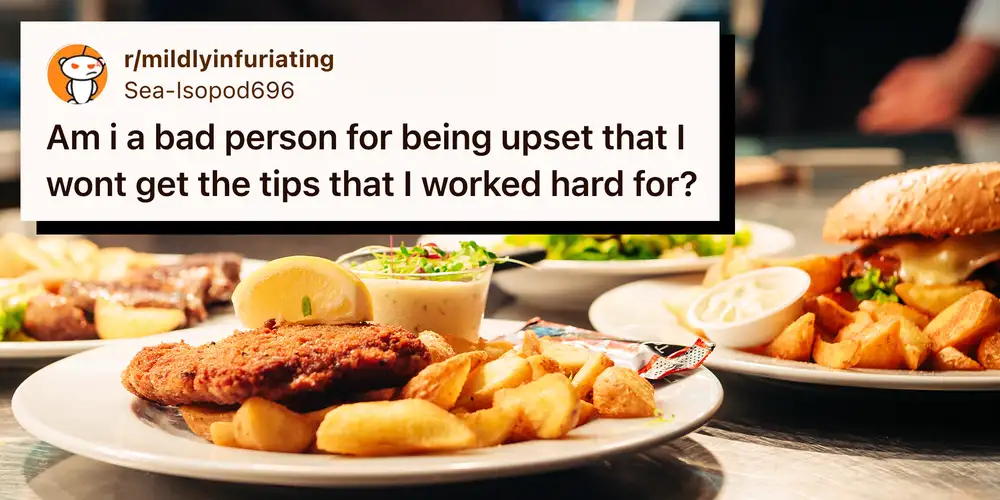 r/mildlyinfuriating
Sea-Isopod696
Am i a bad person for being upset that I
wont get the tips that I worked hard for?